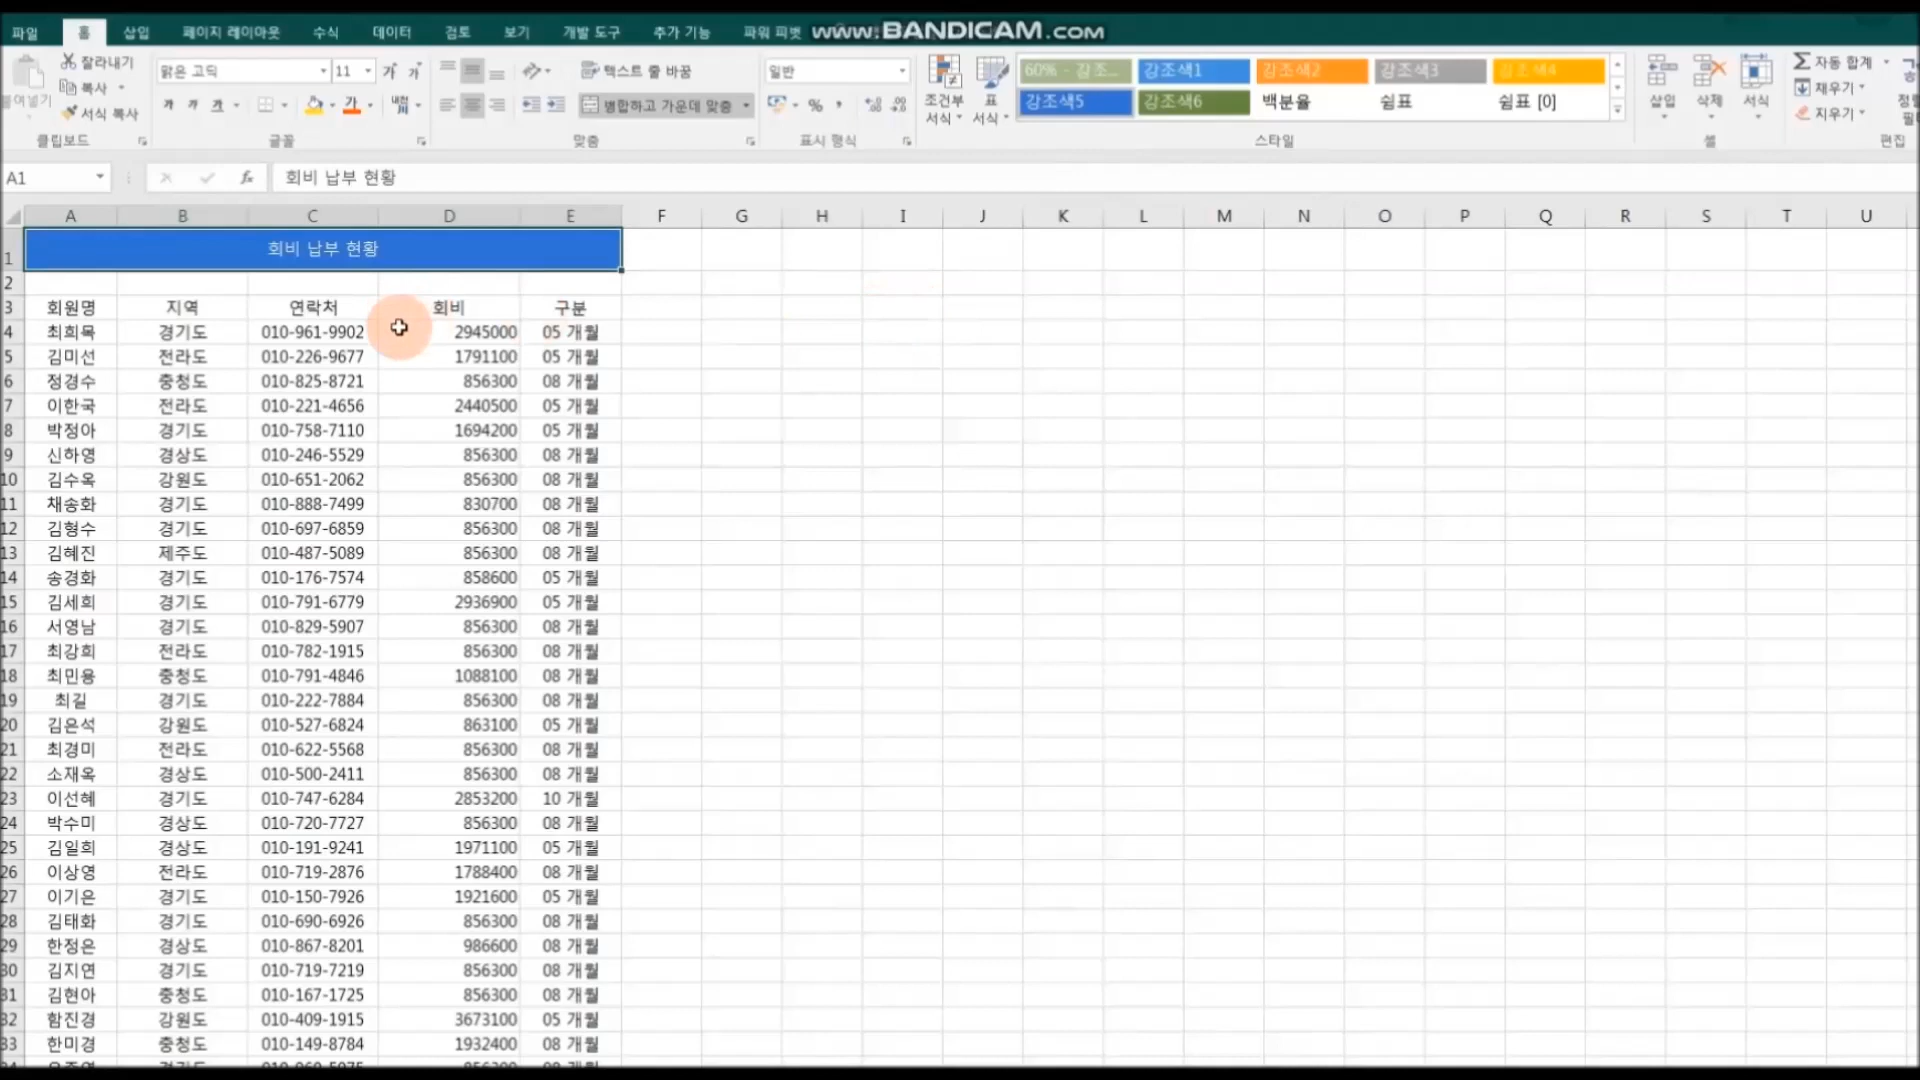 www.BANDICAM.com
파일 홈 삽입 페이지 레이아웃 수식 데이터 검토 보기 개발 도구 추가 기능 파워 피벗
잘라내기
복사
서식 복사
클립보드
맑은 고딕 11
가 가 가
글꼴
텍스트 줄 바꿈
병합하고 가운데 맞춤
맞춤
일반
표시 형식
조건부 서식
표 서식
60% - 강조... 강조색1 강조색2 강조색3 강조색4
강조색5 강조색6 백분율 쉼표 쉼표 [0]
스타일
삽입 삭제 서식
셀
자동 합계
채우기
지우기
편집
A1 fx 회비 납부 현황
A B C D E F G H I J K L M N O P Q R S T U
1 회비 납부 현황
2
3 회원명 지역 연락처 회비 구분
4 최희목 경기도 010-961-9902 2945000 05 개월
5 김미선 전라도 010-226-9677 1791100 05 개월
6 정경수 충청도 010-825-8721 856300 08 개월
7 이한국 전라도 010-221-4656 2440500 05 개월
8 박정아 경기도 010-758-7110 1694200 05 개월
9 신하영 경상도 010-246-5529 856300 08 개월
10 김수옥 강원도 010-651-2062 856300 08 개월
11 채송화 경기도 010-888-7499 830700 08 개월
12 김형수 경기도 010-697-6859 856300 08 개월
13 김혜진 제주도 010-487-5089 856300 08 개월
14 송경화 경기도 010-176-7574 858600 05 개월
15 김세희 경기도 010-791-6779 2936900 05 개월
16 서영남 경기도 010-829-5907 856300 08 개월
17 최강희 전라도 010-782-1915 856300 08 개월
18 최민용 충청도 010-791-4846 1088100 08 개월
19 최길 경기도 010-222-7884 856300 08 개월
20 김은석 강원도 010-527-6824 863100 05 개월
21 최경미 전라도 010-622-5568 856300 08 개월
22 소재옥 경상도 010-500-2411 856300 08 개월
23 이선혜 경기도 010-747-6284 2853200 10 개월
24 박수미 경상도 010-720-7727 856300 08 개월
25 김일희 경상도 010-191-9241 1971100 05 개월
26 이상영 전라도 010-719-2876 1788400 08 개월
27 이기은 경기도 010-150-7926 1921600 05 개월
28 김태화 경기도 010-690-6926 856300 08 개월
29 한정은 경상도 010-867-8201 986600 08 개월
30 김지연 경기도 010-719-7219 856300 08 개월
31 김현아 충청도 010-167-1725 856300 08 개월
32 함진경 강원도 010-409-1915 3673100 05 개월
33 한미경 충청도 010-149-8784 1932400 08 개월